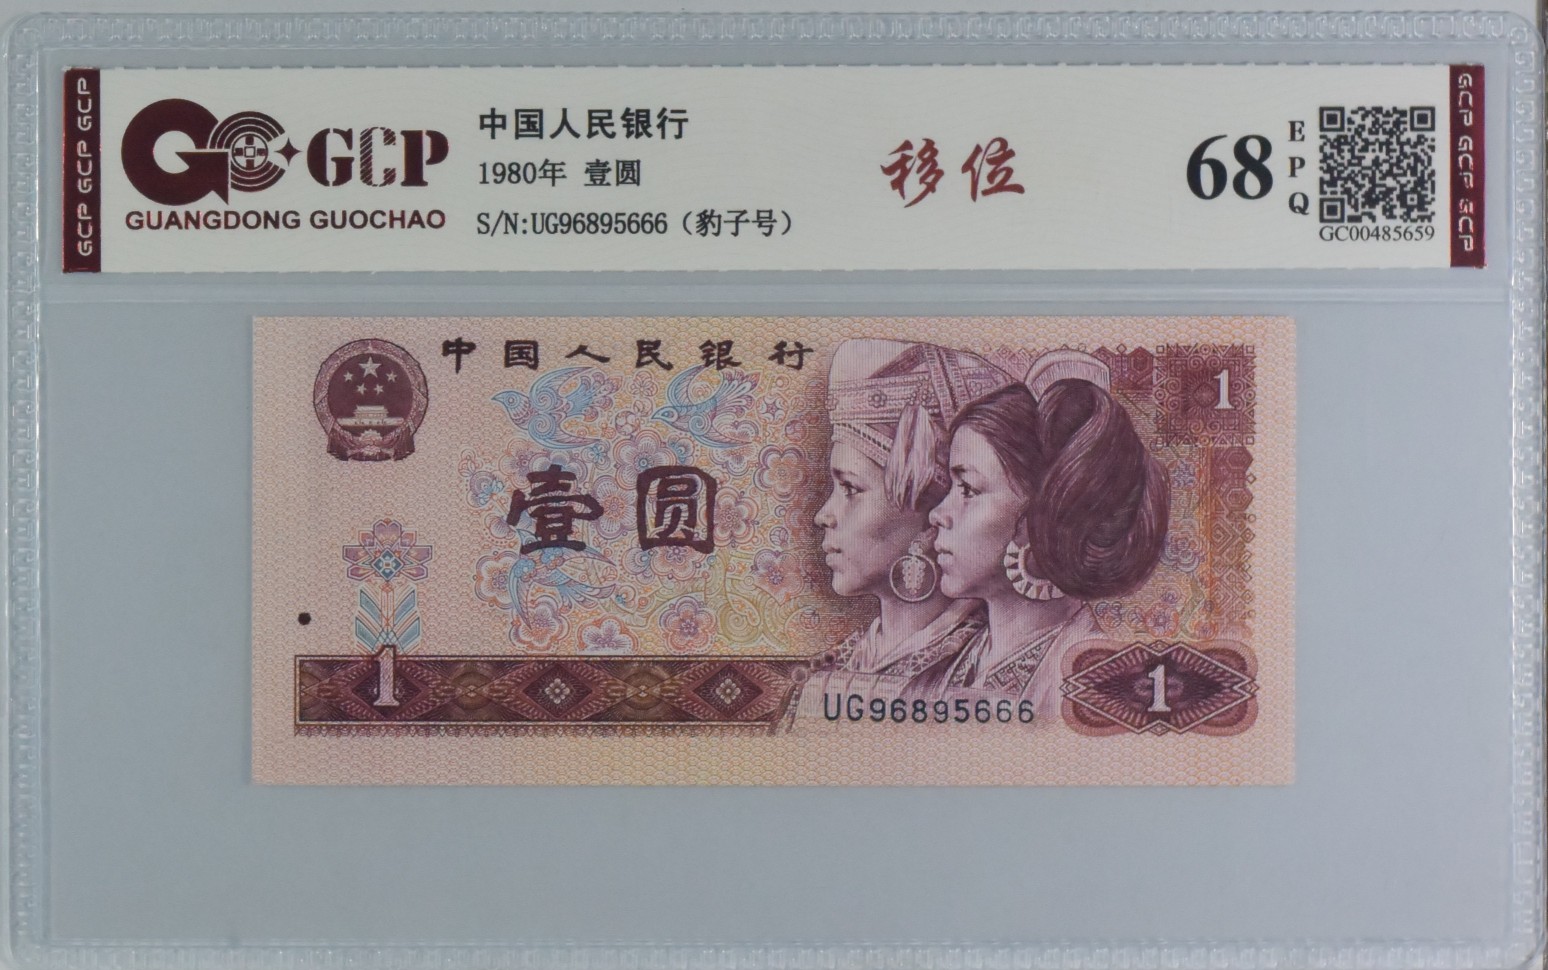 GCP GCP GCP
GCP
GUANGDONG GUOCHAO
中国人民银行
1980年 壹圆
S/N:UG96895666（豹子号）
移位
68
EPQ
GC00485659
GCP GCP GCP
中国人民银行
1
壹圆
1
UG96895666
1